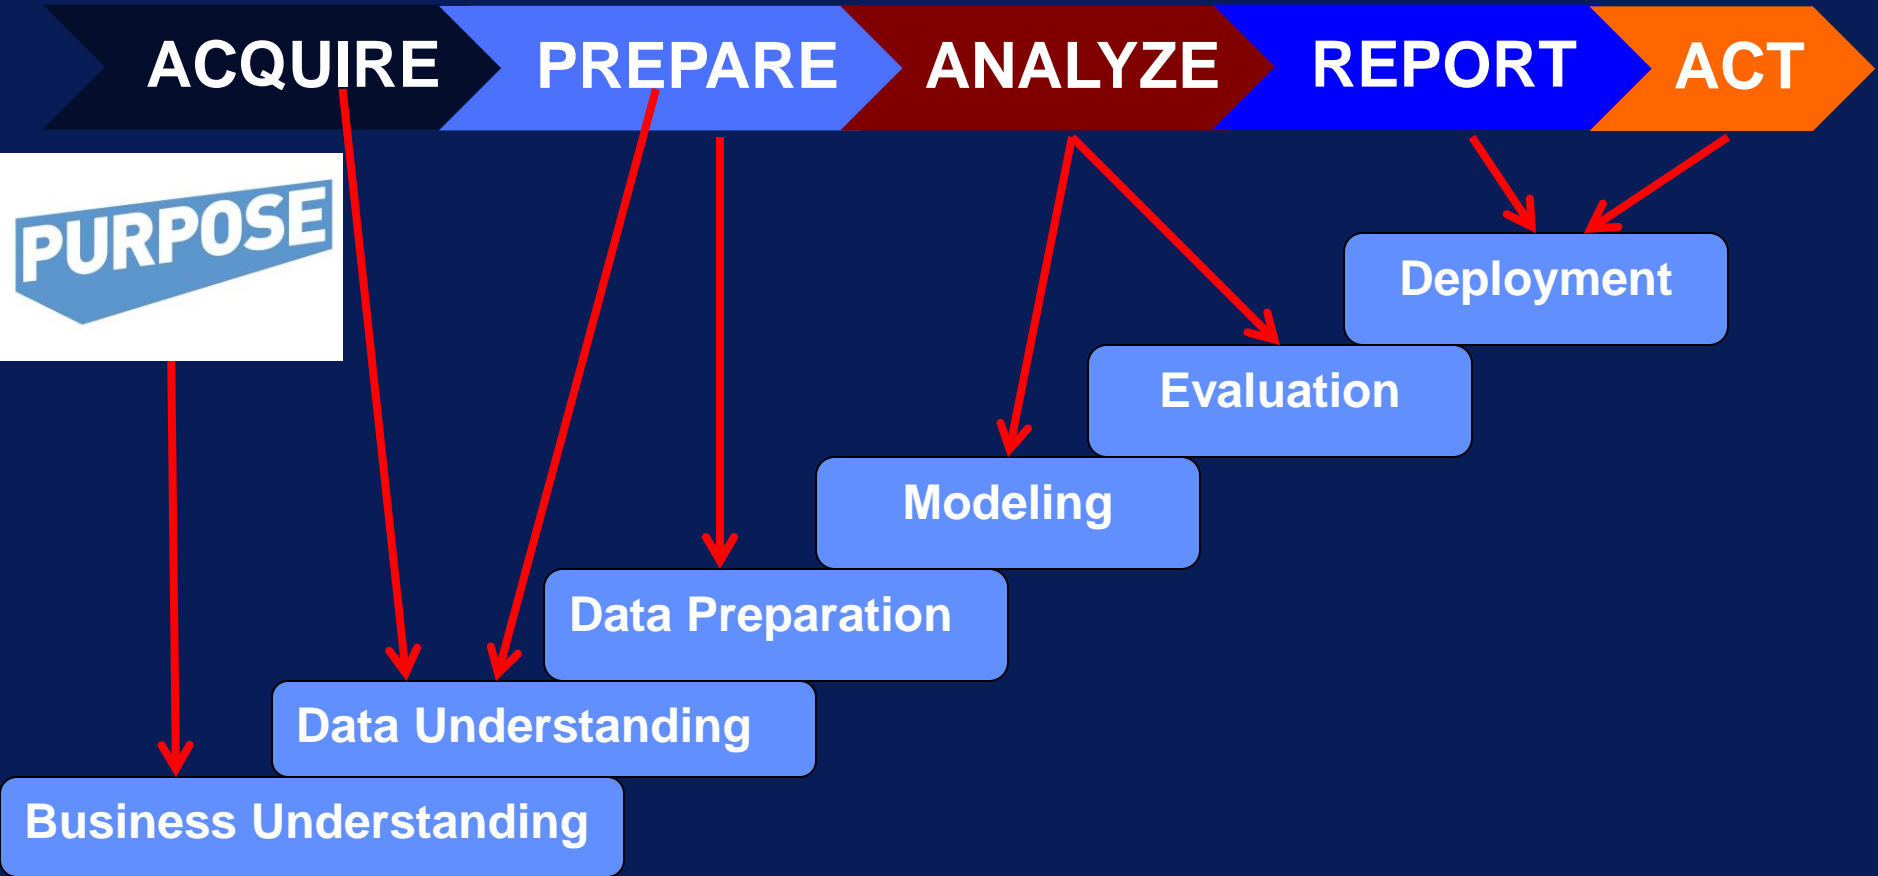 ACQUIRE PREPARE ANALYZE REPORT ACT
PURPOSE
Deployment
Evaluation
Modeling
Data Preparation
Data Understanding
Business Understanding